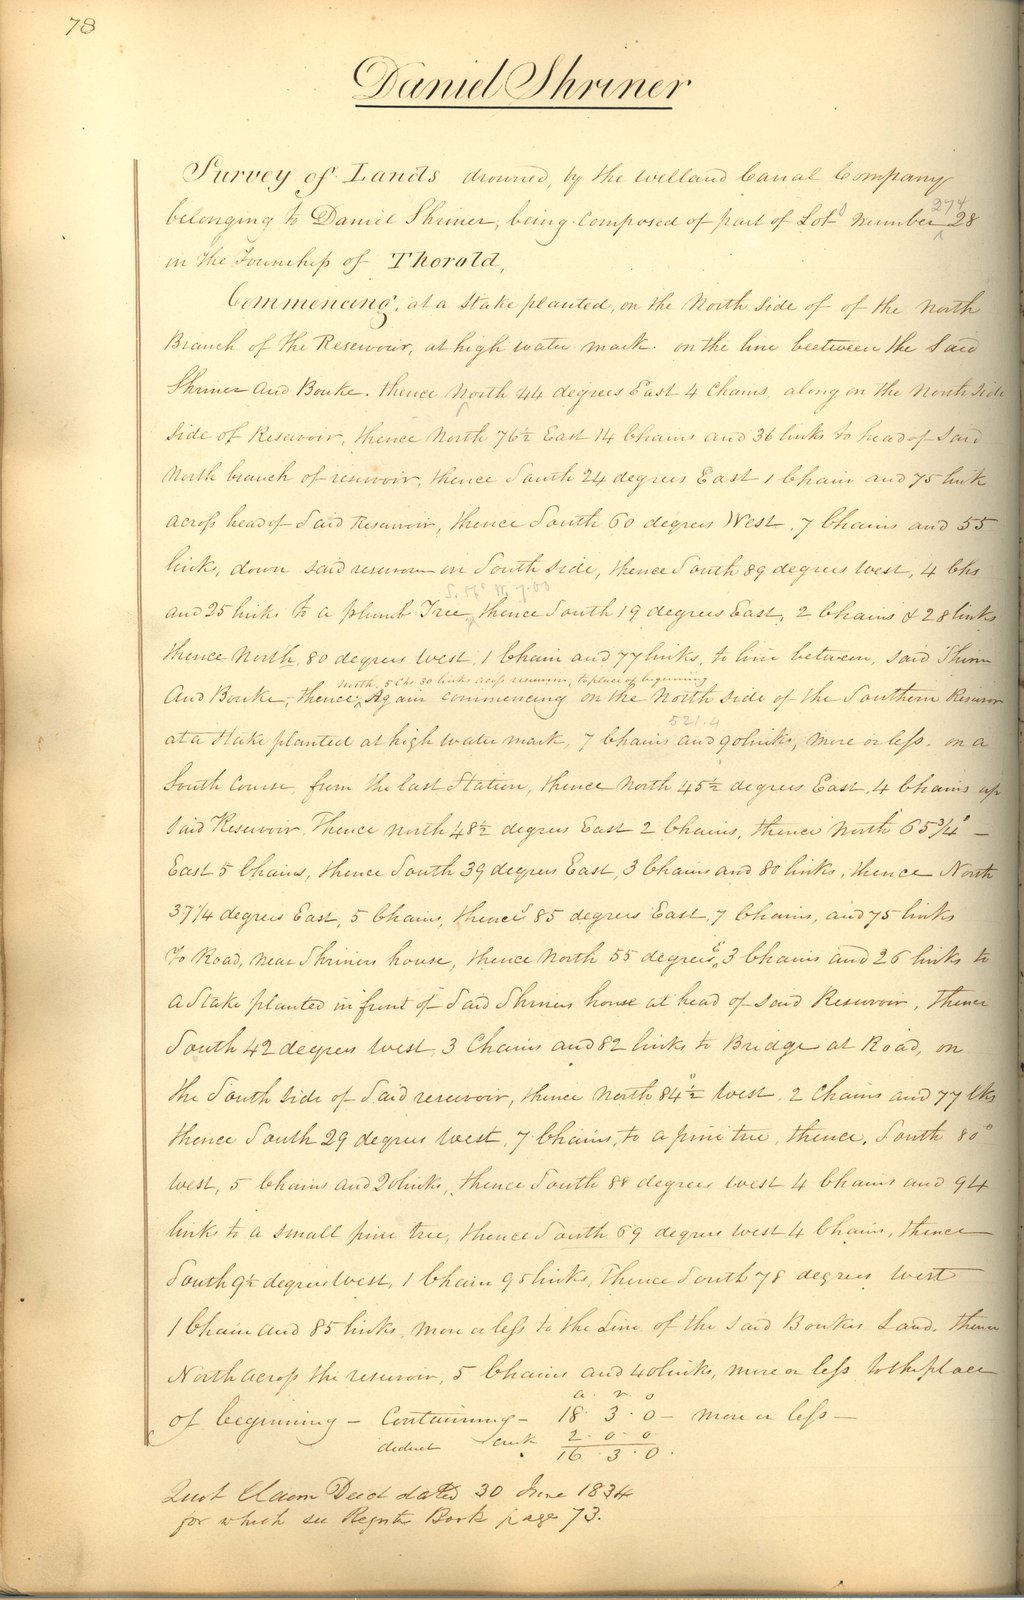 78
Daniel Shriner
Survey of Lands drowned, by the Welland Canal Company
274
belonging to Daniel Shriner, being Composed of part of Lots number 28
in the Township of Thorold,
Commencing, at a stake planted, on the North side of of the north
Branch of the Reservoir, at high water mark. on the line beetween the Said
Shriner And Bouke. thence North 44 degrees East 4 Chains, along on the North side
side of Reservoir, thence North 76½ East 14 Chains and 36 links to head of said
North branch of reservoir, thence South 24 degrees East 1 Chain and 75 link
across head of Said Reservoir, thence South 60 degrees West, 7 Chains and 55
links, down said reservoir on South side, thence South 89 degrees west, 4 Chs
S. 56° W. 7.00
and 25 links to a plumb Tree, thence South 19 degrees East, 2 Chains & 28 links
thence North 80 degrees west 1 Chain and 77 links, to line between, said Shrin
North, 5 Chs 30 links across reservoir, to place of beginning
And Bouke, thence, Again commencing on the North side of the Southern Reservor
521.4
at a stake planted at high water mark, 7 Chains and 90 links, more or less. on a
South Course, from the last Station, thence North 45½ degrees East, 4 Chains up
said Reservoir, Thence north 48½ degrees East 2 Chains, thence North 65¾° -
East 5 Chains, thence South 39 degrees East, 3 Chains and 80 links, thence North
37¼ degrees East, 5 Chains, thence S 85 degrees East, 7 Chains, and 75 links
To Road, near Shriners house, thence North 55 degrees E, 3 Chains and 26 links to
a Stake planted in front of Said Shriners house at head of said Reservoir, thence
South 42 degrees west 3 Chains and 82 links to Bridge at Road, on
the South side of Said reservoir, thence North 84°½ West. 2 Chains and 77 lks
thence South 29 degrees west, 7 Chains, to a pine tree, thence, South 80°
west, 5 Chains and 20 links, thence South 88 degrees west 4 Chains and 94
links to a small pine tree, thence South 69 degrees west 4 Chains, thence
South 9½ degrees West, 1 Chain 95 links, Thence South 78 degrees west
1 Chain and 85 links, more or less to the Line of the said Boukes Land, thence
North across the reservoir, 5 Chains and 40 links, more or less to the place
a. r. o
of beginning - Containing - 18. 3. 0 - more or less -
deduct Creek 2. 0. 0
16. 3. 0.
Quit Claim Deed dated 30 June 1834
for which see Register Book page 73.